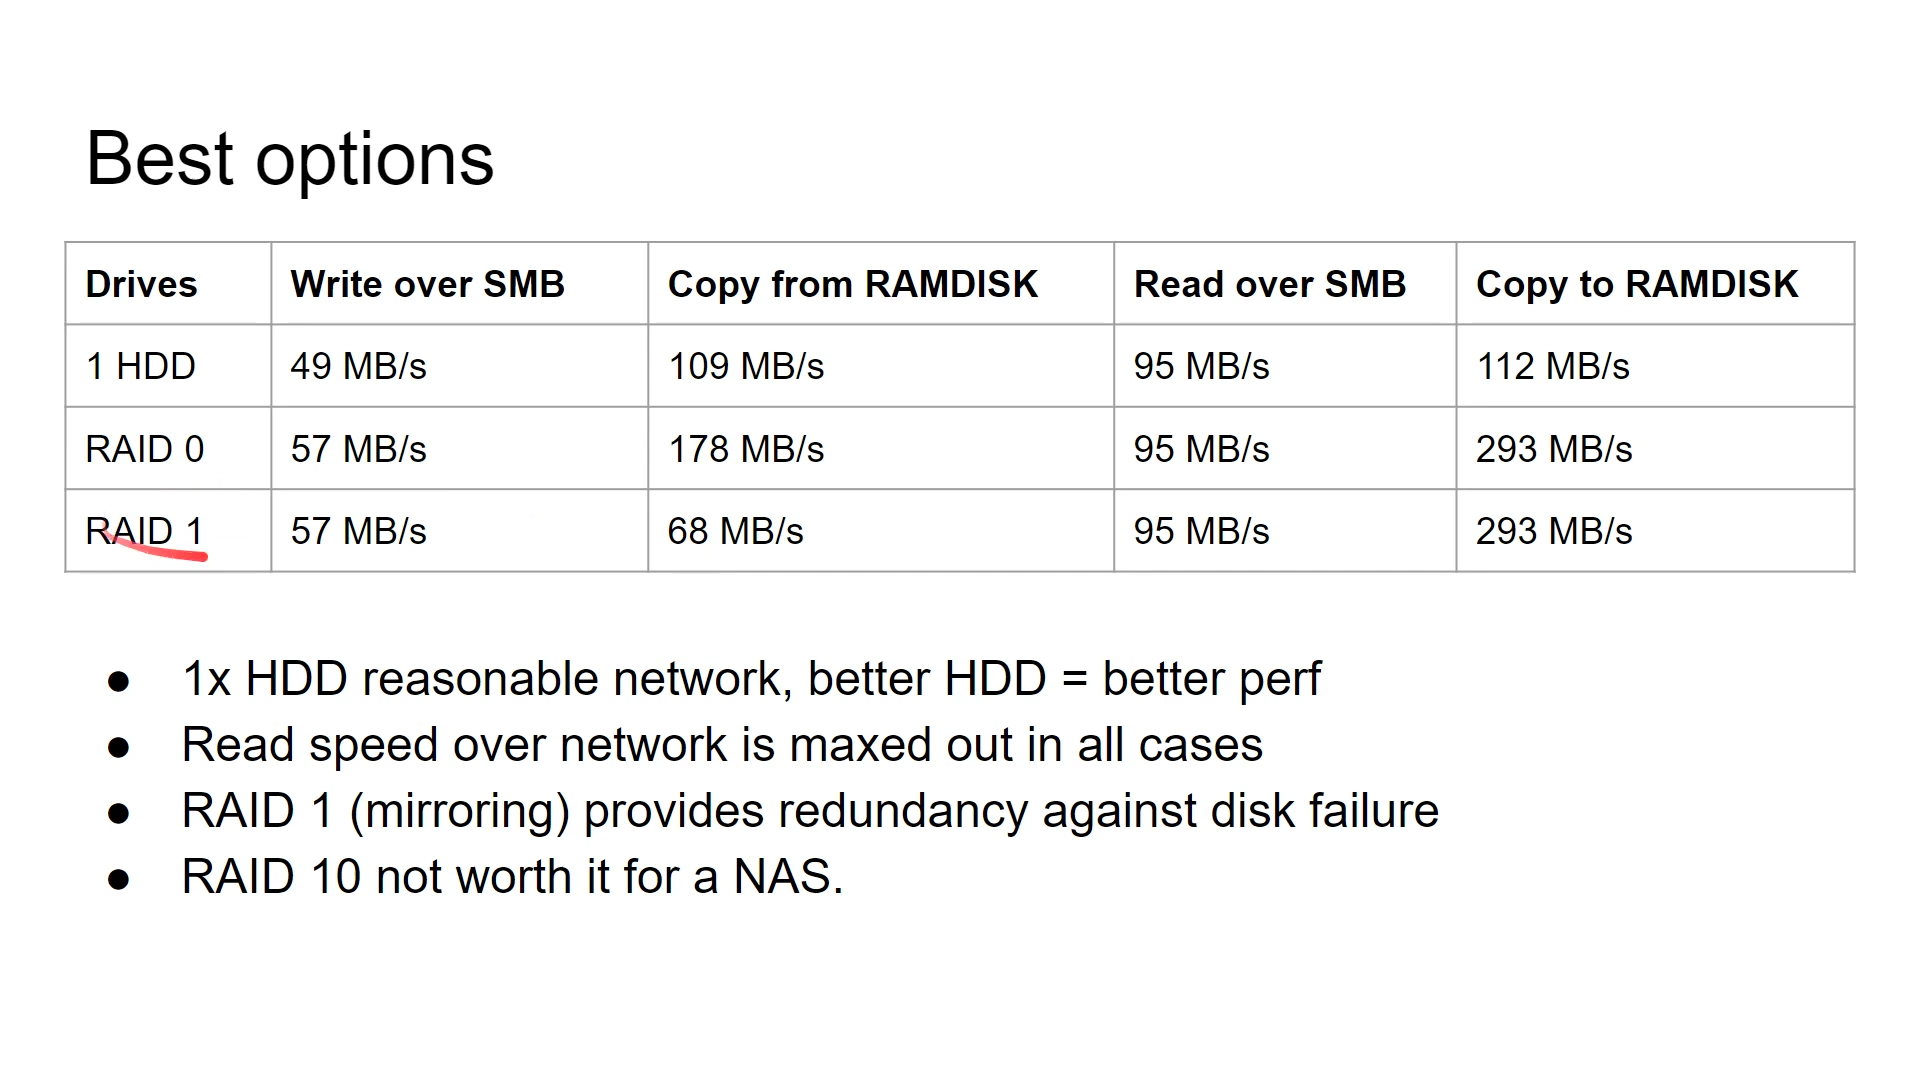 Best options
Drives Write over SMB Copy from RAMDISK Read over SMB Copy to RAMDISK
1 HDD 49 MB/s 109 MB/s 95 MB/s 112 MB/s
RAID 0 57 MB/s 178 MB/s 95 MB/s 293 MB/s
RAID 1 57 MB/s 68 MB/s 95 MB/s 293 MB/s
● 1x HDD reasonable network, better HDD = better perf
● Read speed over network is maxed out in all cases
● RAID 1 (mirroring) provides redundancy against disk failure
● RAID 10 not worth it for a NAS.